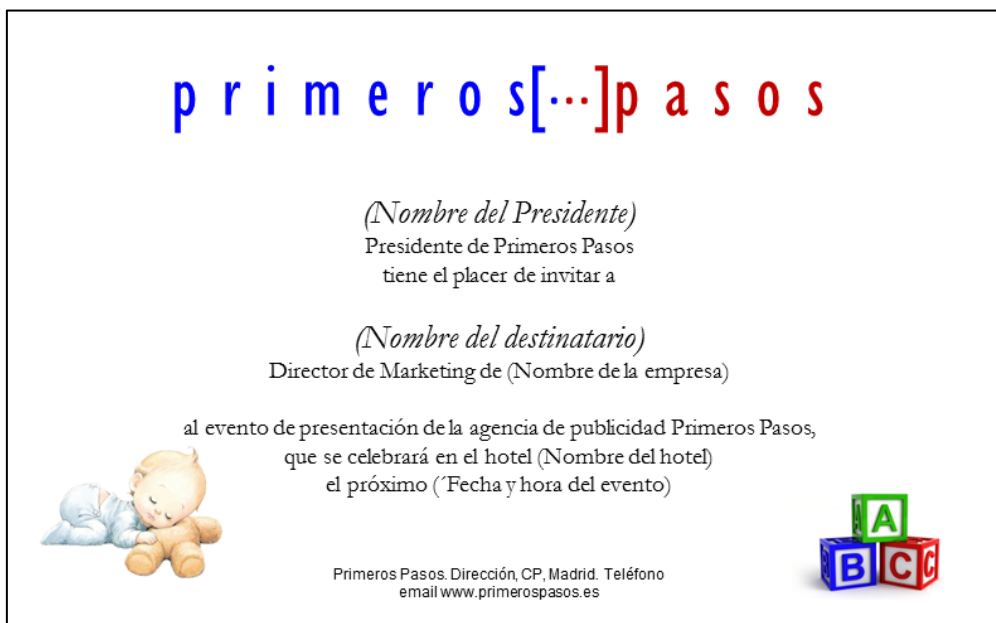 primeros[...]pasos
(Nombre del Presidente)
Presidente de Primeros Pasos
tiene el placer de invitar a
(Nombre del destinatario)
Director de Marketing de (Nombre de la empresa)
al evento de presentación de la agencia de publicidad Primeros Pasos,
que se celebrará en el hotel (Nombre del hotel)
el próximo (´Fecha y hora del evento)
A A
B B C C
Primeros Pasos. Dirección, CP, Madrid. Teléfono
email www.primerospasos.es